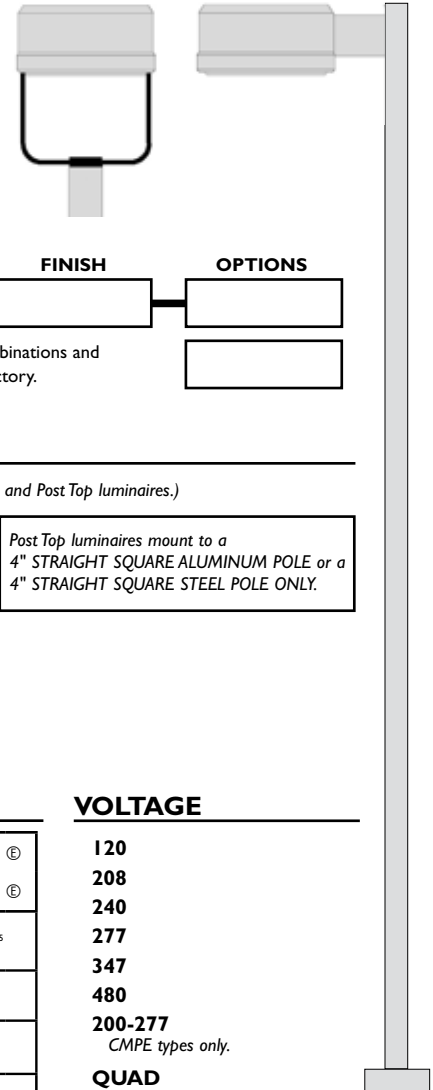 FINISH OPTIONS
binations and
ctory.
and Post Top luminaires.)
Post Top luminaires mount to a
4" STRAIGHT SQUARE ALUMINUM POLE or a
4" STRAIGHT SQUARE STEEL POLE ONLY.
VOLTAGE
Ⓔ
Ⓔ
s
120
208
240
277
347
480
200-277
CMPE types only.
QUAD